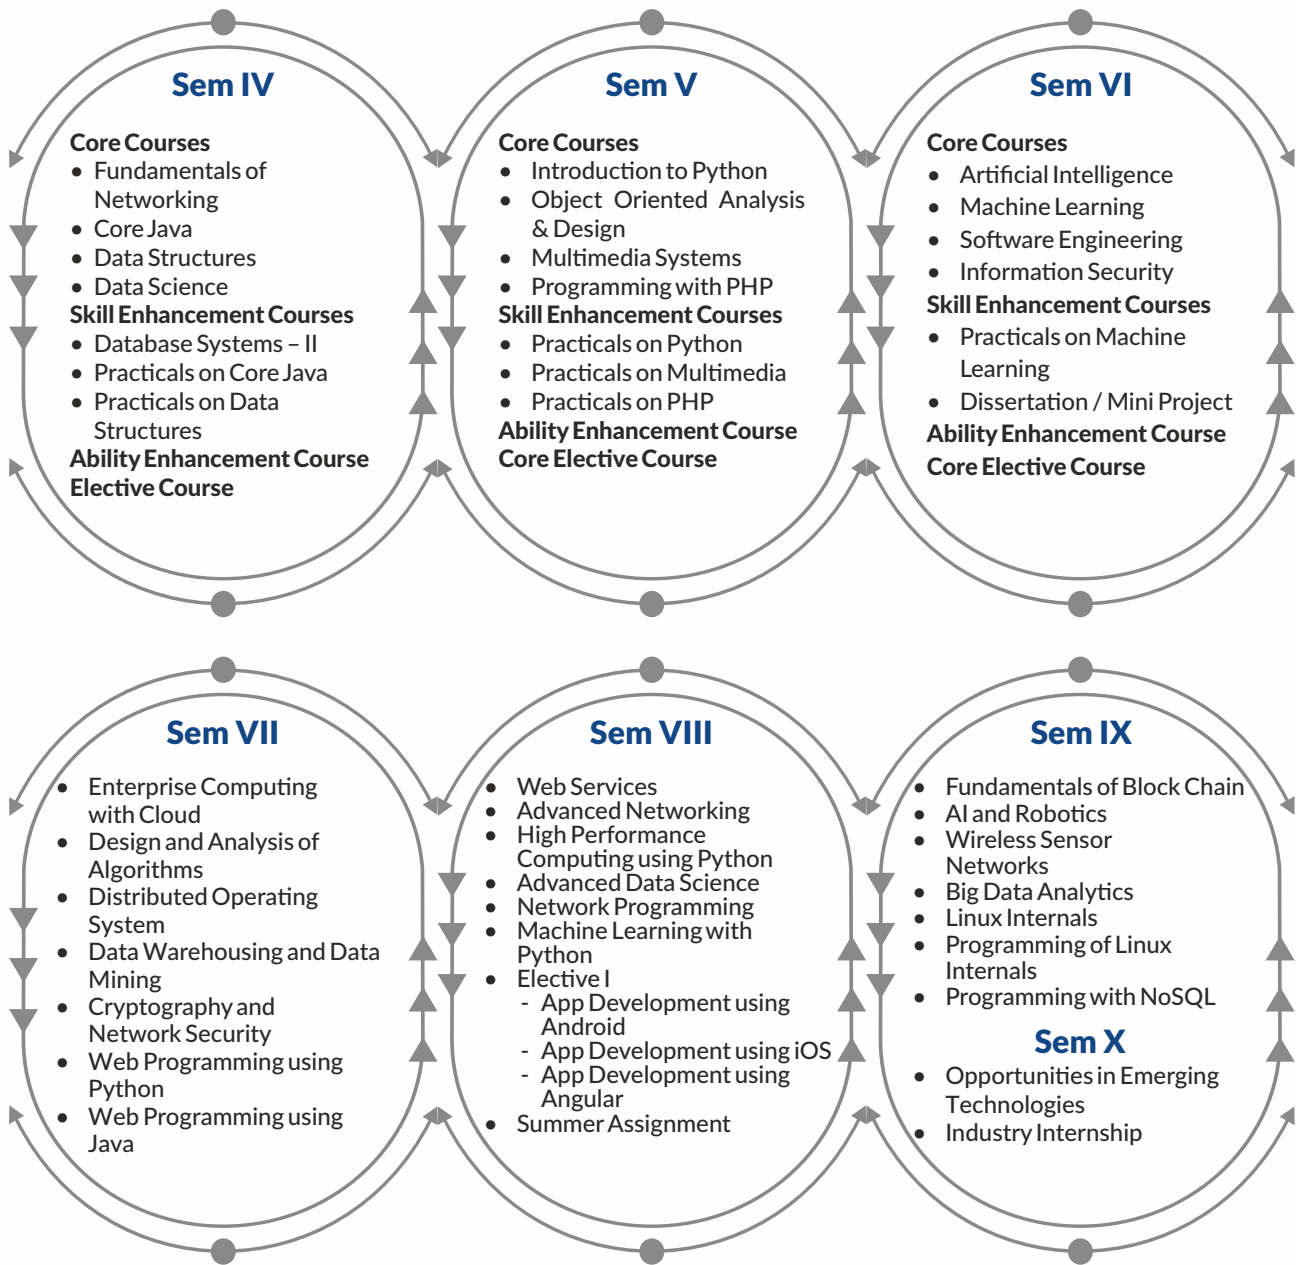 Sem IV
Core Courses
• Fundamentals of
Networking
• Core Java
• Data Structures
• Data Science
Skill Enhancement Courses
• Database Systems – II
• Practicals on Core Java
• Practicals on Data
Structures
Ability Enhancement Course
Elective Course
Sem V
Core Courses
• Introduction to Python
• Object Oriented Analysis
& Design
• Multimedia Systems
• Programming with PHP
Skill Enhancement Courses
• Practicals on Python
• Practicals on Multimedia
• Practicals on PHP
Ability Enhancement Course
Core Elective Course
Sem VI
Core Courses
• Artificial Intelligence
• Machine Learning
• Software Engineering
• Information Security
Skill Enhancement Courses
• Practicals on Machine
Learning
• Dissertation / Mini Project
Ability Enhancement Course
Core Elective Course
Sem VII
• Enterprise Computing
with Cloud
• Design and Analysis of
Algorithms
• Distributed Operating
System
• Data Warehousing and Data
Mining
• Cryptography and
Network Security
• Web Programming using
Python
• Web Programming using
Java
Sem VIII
• Web Services
• Advanced Networking
• High Performance
Computing using Python
• Advanced Data Science
• Network Programming
• Machine Learning with
Python
• Elective I
- App Development using
Android
- App Development using iOS
- App Development using
Angular
• Summer Assignment
Sem IX
• Fundamentals of Block Chain
• AI and Robotics
• Wireless Sensor
Networks
• Big Data Analytics
• Linux Internals
• Programming of Linux
Internals
• Programming with NoSQL
Sem X
• Opportunities in Emerging
Technologies
• Industry Internship